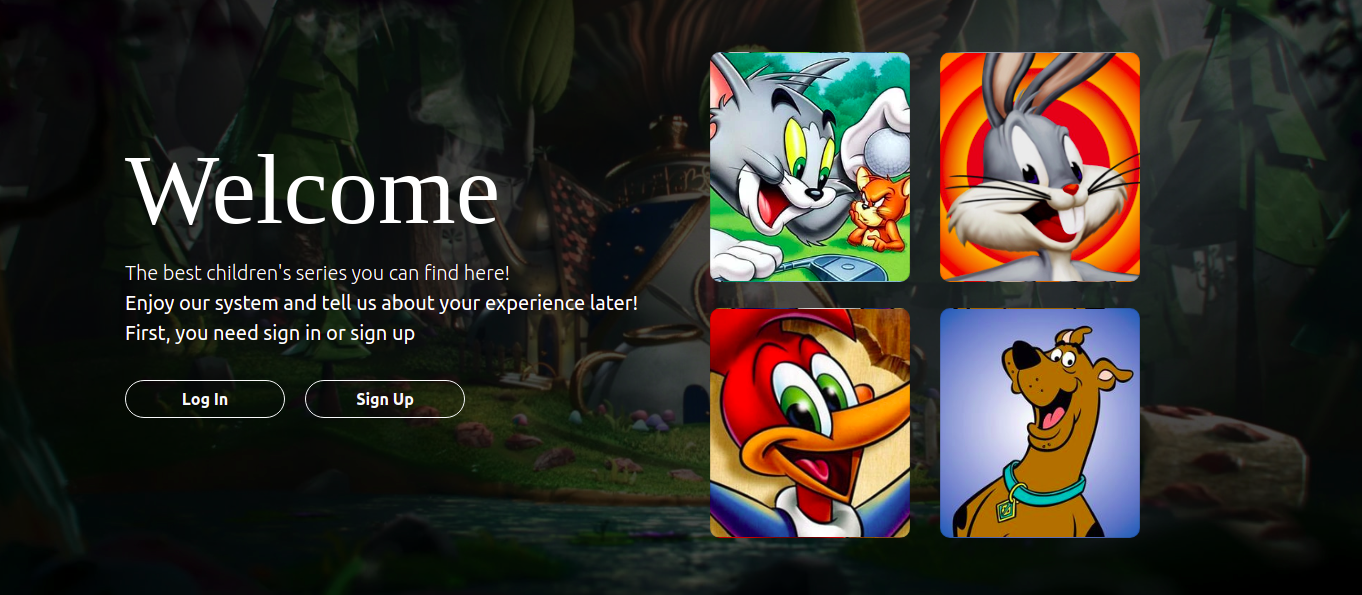 Welcome
The best children's series you can find here!
Enjoy our system and tell us about your experience later!
First, you need sign in or sign up
Log In
Sign Up